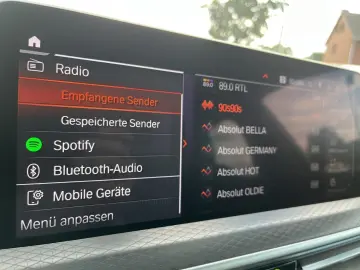 Radio
Empfangene Sender
Gespeicherte Sender
Spotify
Bluetooth-Audio
Mobile Geräte
Menü anpassen
89.0 RTL
90s90s
Absolut BELLA
Absolut GERMANY
Absolut HOT
Absolut OLDIE